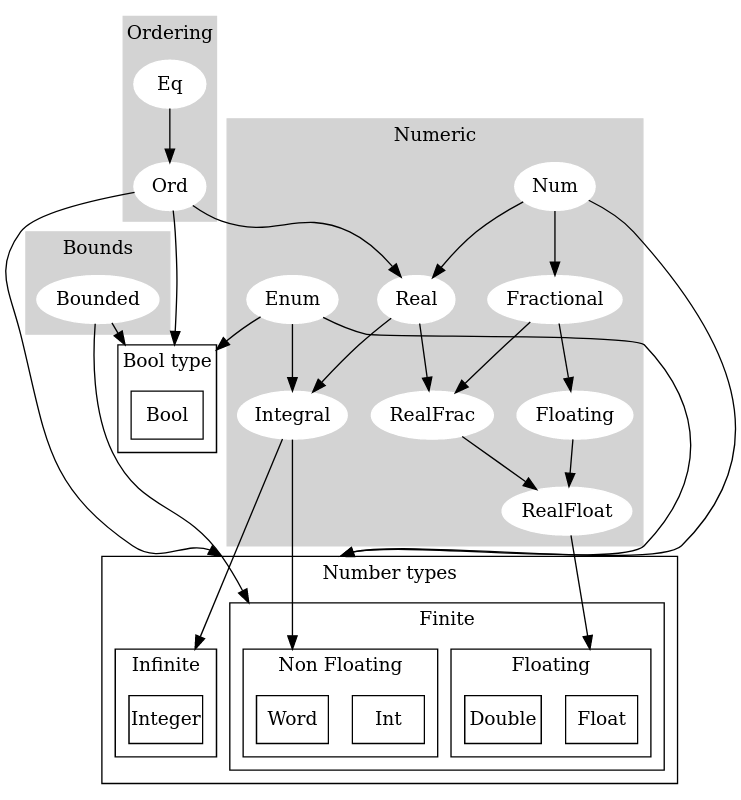 Ordering
Eq
Numeric
Ord
Num
Bounds
Bounded
Enum
Real
Fractional
Bool type
Bool
Integral
RealFrac
Floating
RealFloat
Number types
Finite
Infinite
Non Floating
Floating
Integer
Word
Int
Double
Float